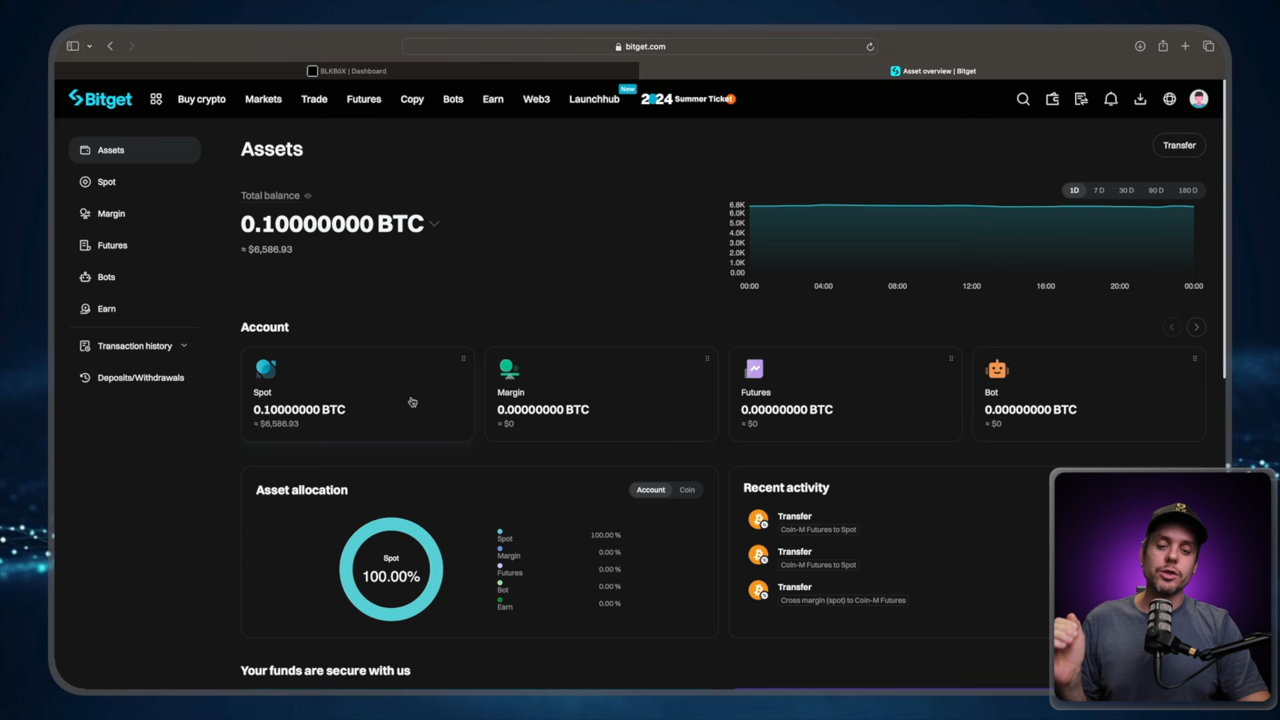 bitget.com
BLKBöX | Dashboard
Asset overview | Bitget
Bitget
Buy crypto
Markets
Trade
Futures
Copy
Bots
Earn
Web3
Launchhub
New
2024 Summer Ticket
Assets
Spot
Margin
Futures
Bots
Earn
Transaction history
Deposits/Withdrawals
Assets
Transfer
Total balance
0.10000000 BTC
≈ $6,586.93
1D
7 D
30 D
90 D
180 D
6.8K
6.0K
5.0K
4.0K
3.0K
2.0K
1.0K
0.00
00:00
04:00
08:00
12:00
16:00
20:00
00:00
Account
Spot
0.10000000 BTC
≈ $6,586.93
Margin
0.00000000 BTC
≈ $0
Futures
0.00000000 BTC
≈ $0
Bot
0.00000000 BTC
≈ $0
Asset allocation
Account
Coin
Spot
100.00%
Spot 100.00 %
Margin 0.00 %
Futures 0.00 %
Bot 0.00 %
Earn 0.00 %
Recent activity
Transfer
Coin-M Futures to Spot
Transfer
Coin-M Futures to Spot
Transfer
Cross margin (spot) to Coin-M Futures
Your funds are secure with us